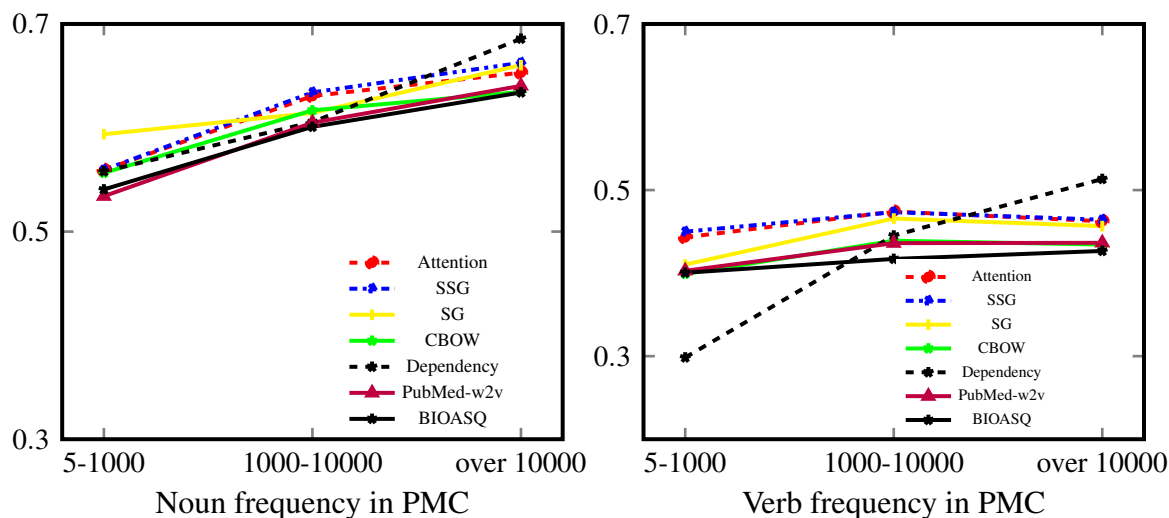 0.7
0.5
0.3
Attention
SSG
SG
CBOW
Dependency
PubMed-w2v
BIOASQ
5-1000 1000-10000 over 10000
Noun frequency in PMC
0.7
0.5
0.3
Attention
SSG
SG
CBOW
Dependency
PubMed-w2v
BIOASQ
5-1000 1000-10000 over 10000
Verb frequency in PMC